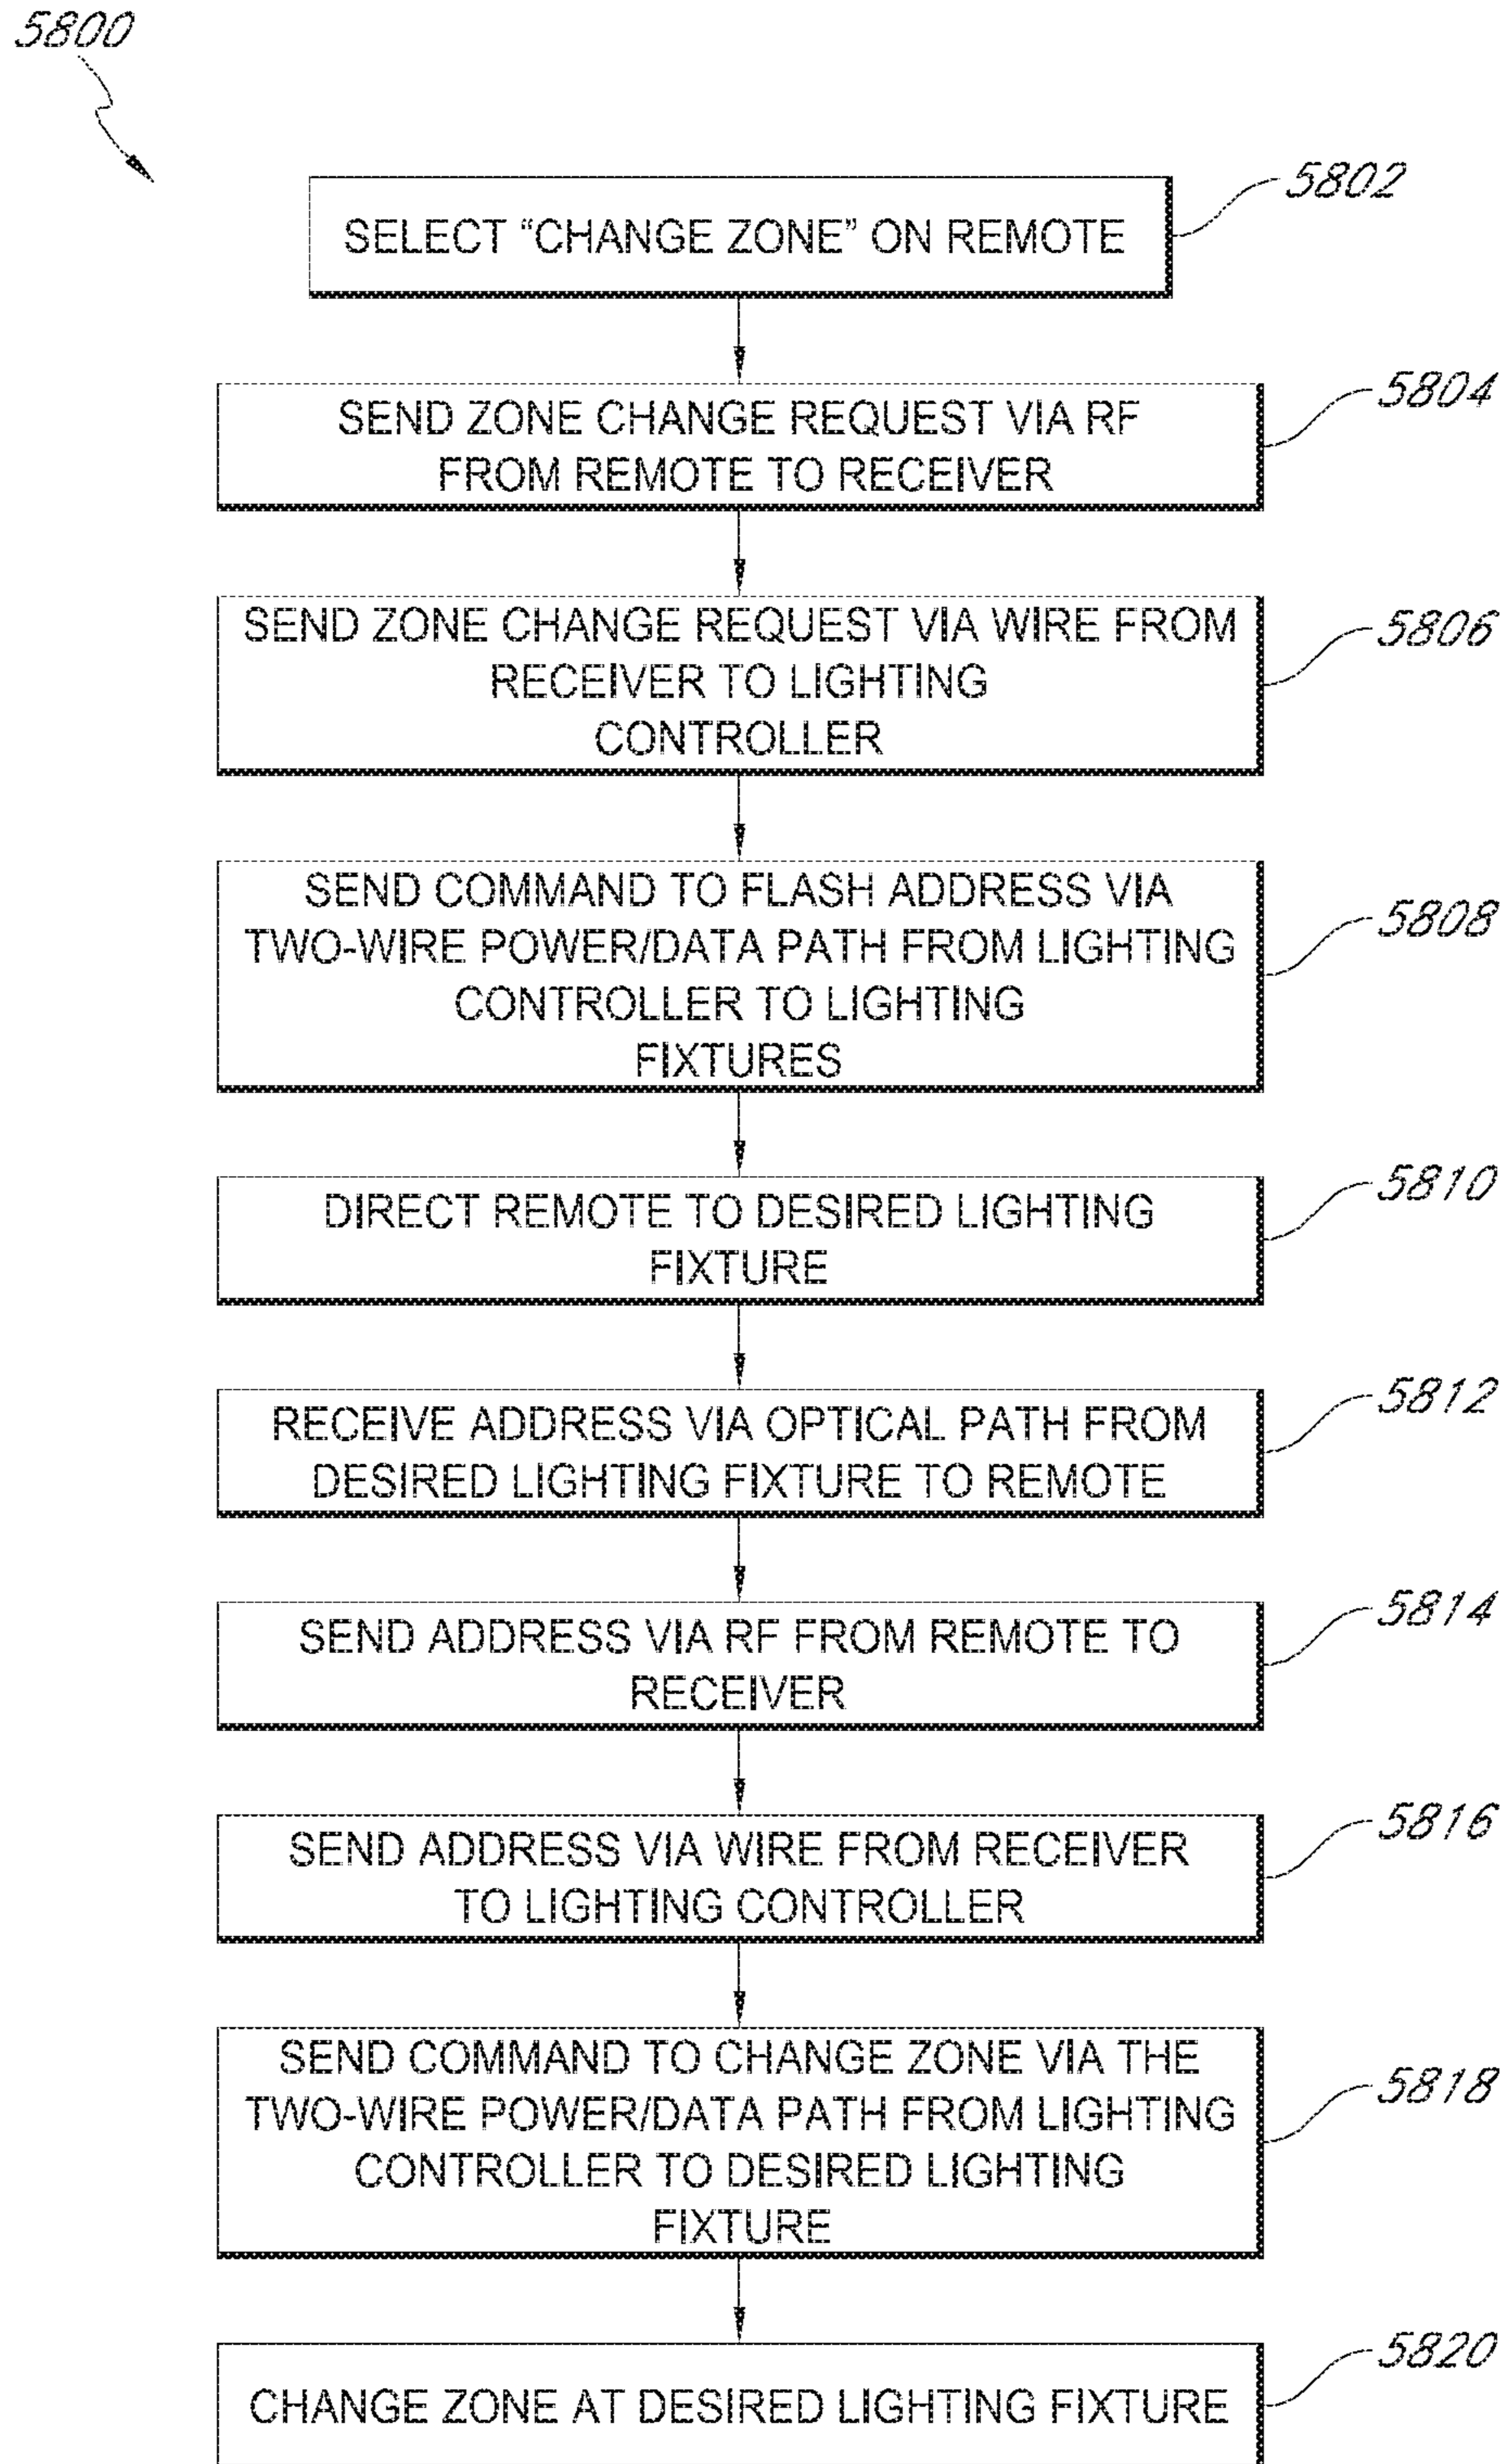 5800
SELECT “CHANGE ZONE” ON REMOTE
5802
SEND ZONE CHANGE REQUEST VIA RF
FROM REMOTE TO RECEIVER
5804
SEND ZONE CHANGE REQUEST VIA WIRE FROM
RECEIVER TO LIGHTING
CONTROLLER
5806
SEND COMMAND TO FLASH ADDRESS VIA
TWO-WIRE POWER/DATA PATH FROM LIGHTING
CONTROLLER TO LIGHTING
FIXTURES
5808
DIRECT REMOTE TO DESIRED LIGHTING
FIXTURE
5810
RECEIVE ADDRESS VIA OPTICAL PATH FROM
DESIRED LIGHTING FIXTURE TO REMOTE
5812
SEND ADDRESS VIA RF FROM REMOTE TO
RECEIVER
5814
SEND ADDRESS VIA WIRE FROM RECEIVER
TO LIGHTING CONTROLLER
5816
SEND COMMAND TO CHANGE ZONE VIA THE
TWO-WIRE POWER/DATA PATH FROM LIGHTING
CONTROLLER TO DESIRED LIGHTING
FIXTURE
5818
CHANGE ZONE AT DESIRED LIGHTING FIXTURE
5820